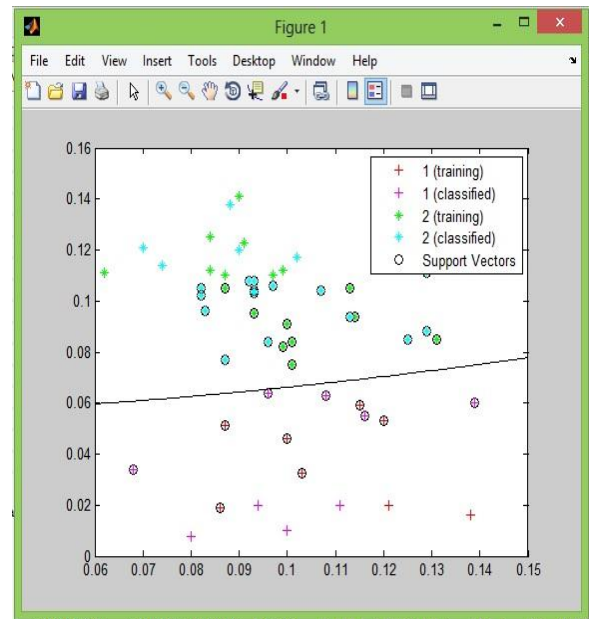 Figure 1
File Edit View Insert Tools Desktop Window Help
0.16
0.14
0.12
0.1
0.08
0.06
0.04
0.02
0
0.06 0.07 0.08 0.09 0.1 0.11 0.12 0.13 0.14 0.15
1 (training)
1 (classified)
2 (training)
2 (classified)
Support Vectors